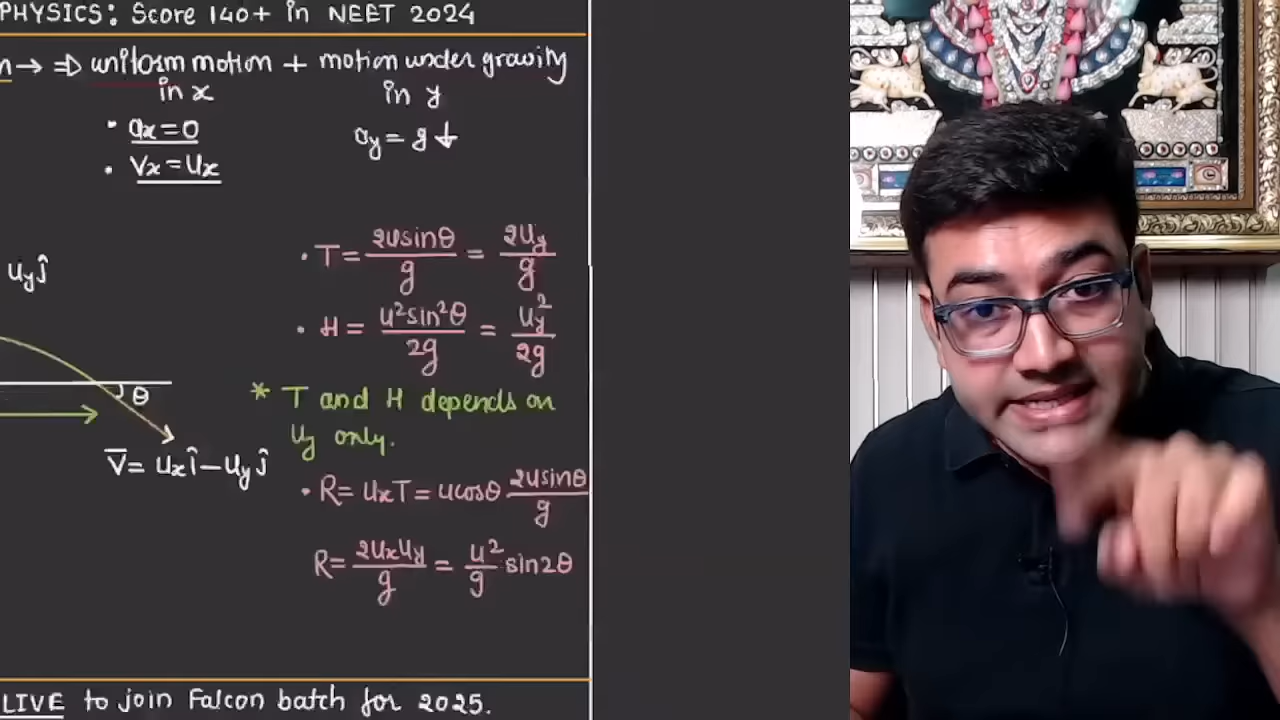 PHYSICS: Score 140+ in NEET 2024
n→ ⇒ uniform motion + motion under gravity
in x in y
• ax=0 ay = g↓
• Vx=Ux
uyĵ
• T= 2usinθ/g = 2uy/g
• H = u²sin²θ/2g = uy²/2g
θ
* T and H depends on
uy only.
V̅= uxî−uyĵ
• R= uxT = ucosθ 2usinθ/g
R= 2uxuy/g = u²/g sin2θ
LIVE to join Falcon batch for 2025.